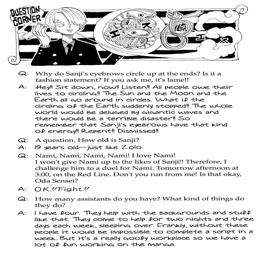 QUESTION CORNER
Q: Why do Sanji's eyebrows circle up at the ends? Is it a
fashion statement? If you ask me, it's lame!!
A: Hey!! Sit down, now!! Listen!! All people owe their
lives to circling!! The Sun and the Moon and the
Earth all go around in circles. What if the
circling of the Earth suddenly stopped!! The whole
world would be engulfed by gigantic waves and
there would be a terrible disaster!! So
remember that Sanji's eyebrows have that kind
of energy!! Repent!! Dismissed!!
Q: A question. How old is Sanji?
A: 19 years old—just like Zolo.
Q: Nami, Nami, Nami, Nami! I love Nami!
I won't give Nami up to the likes of Sanji!! Therefore, I
challenge him to a duel for Nami. Tomorrow afternoon at
3:00, on the Red Line. Don't you run from me! Is that okay,
Oda Sensei?
A: OK!! Fight!!
Q: How many assistants do you have? What kind of things do
they do?
A: I have four. They help with the backgrounds and stuff
like that. They come to help for two nights and three
days each week, sleeping over. Frankly, without these
people it would be impossible to complete a script in a
week. But it's a really goofy workplace so we have a
lot of fun working on the manga.